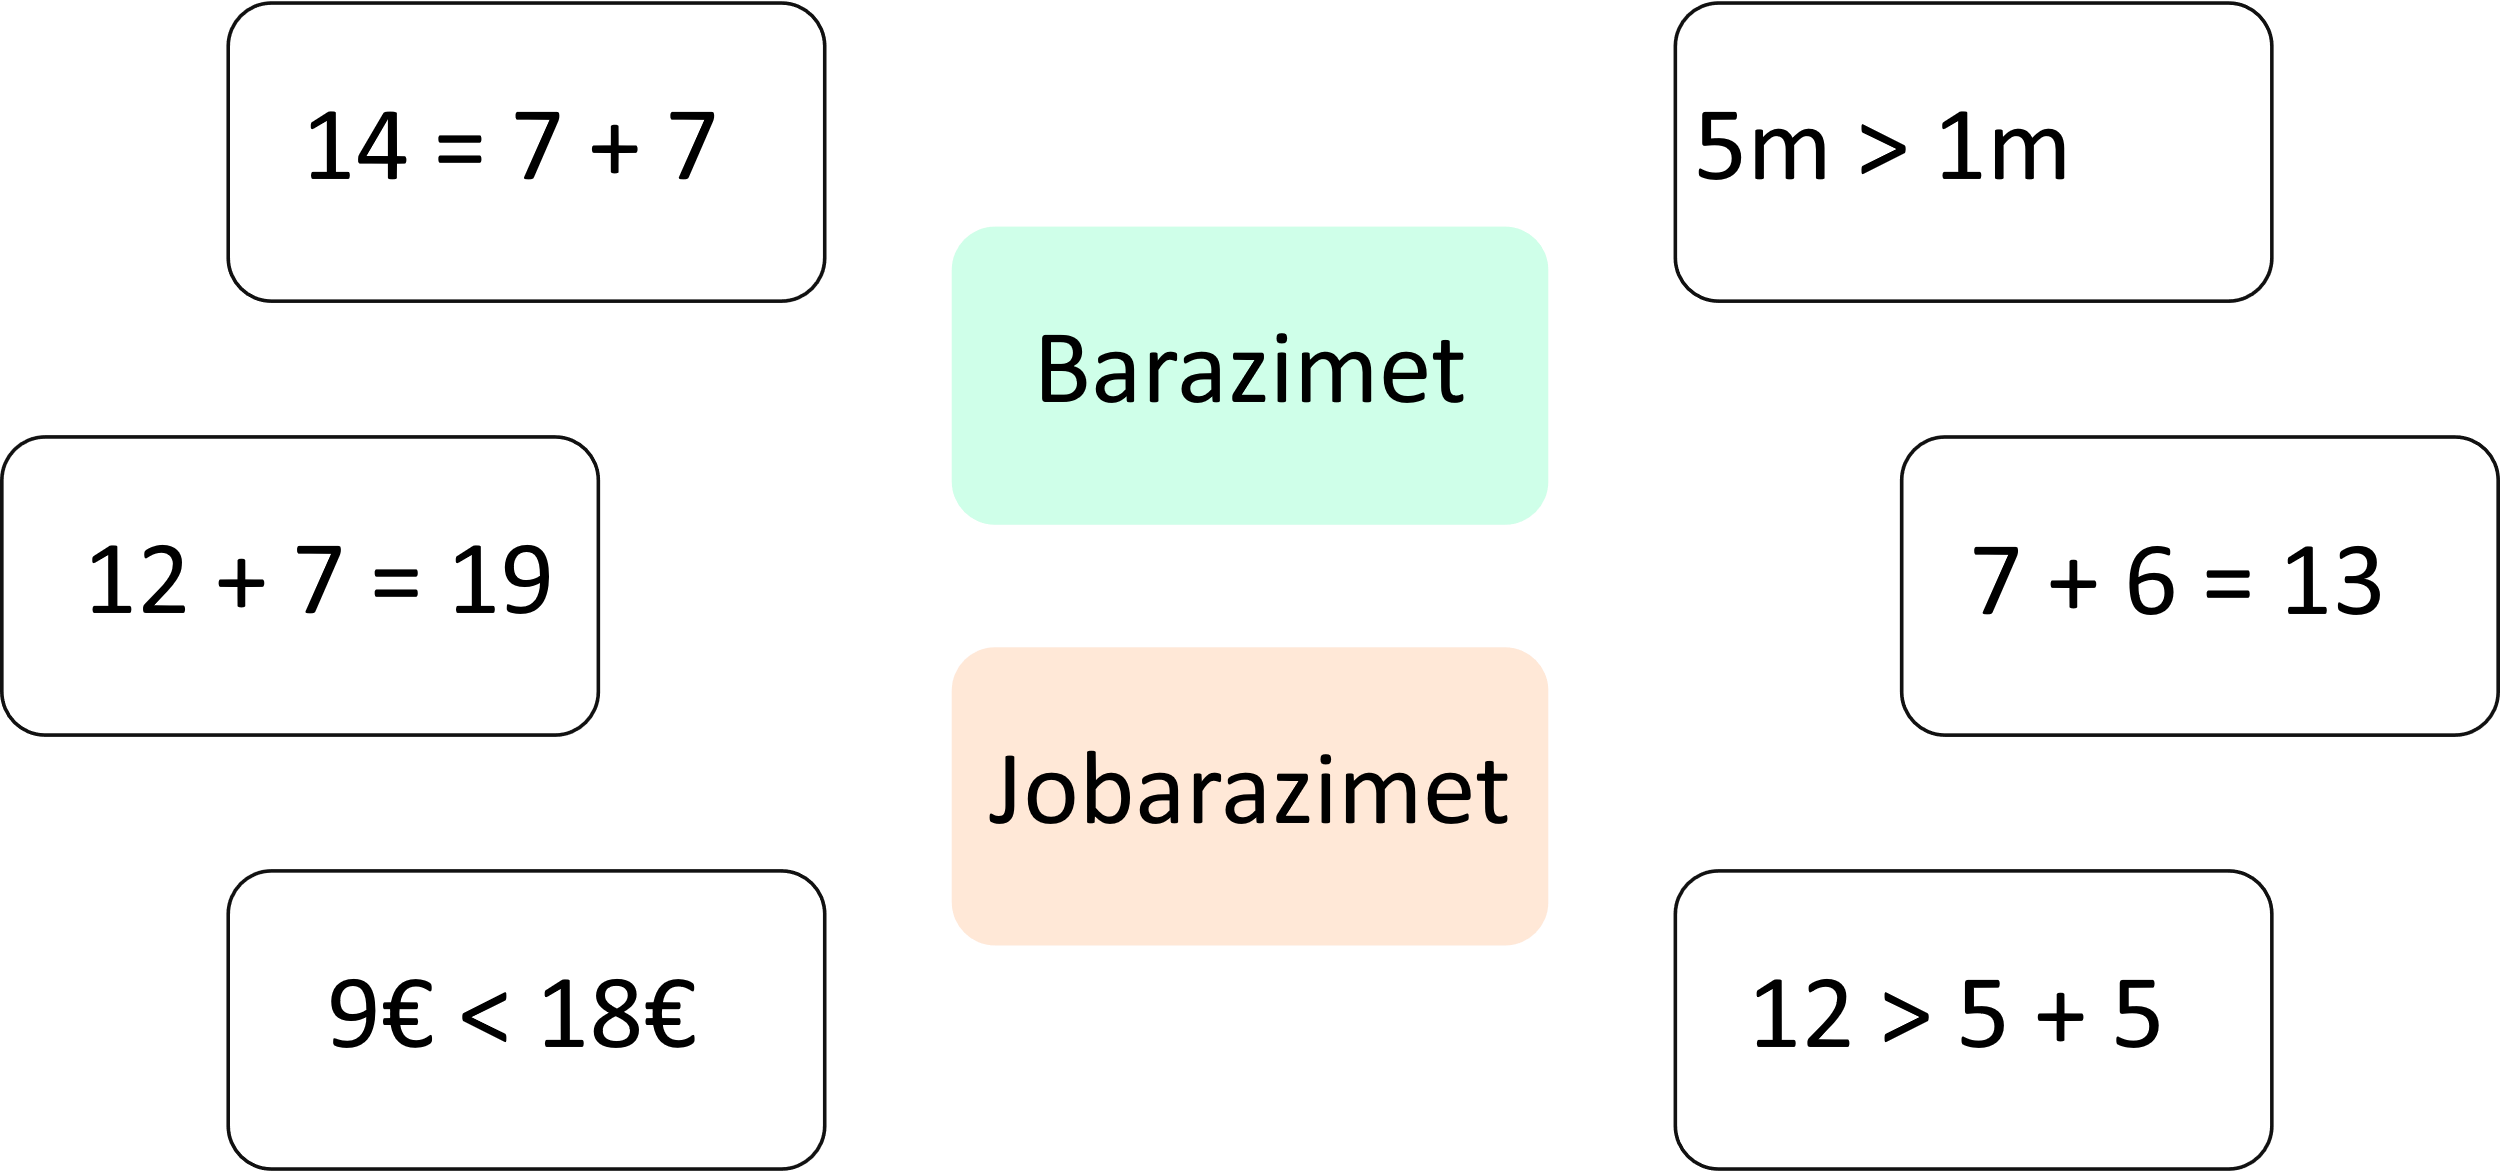 14 = 7 + 7
5m > 1m
Barazimet
12 + 7 = 19
7 + 6 = 13
Jobarazimet
9€ < 18€
12 > 5 + 5